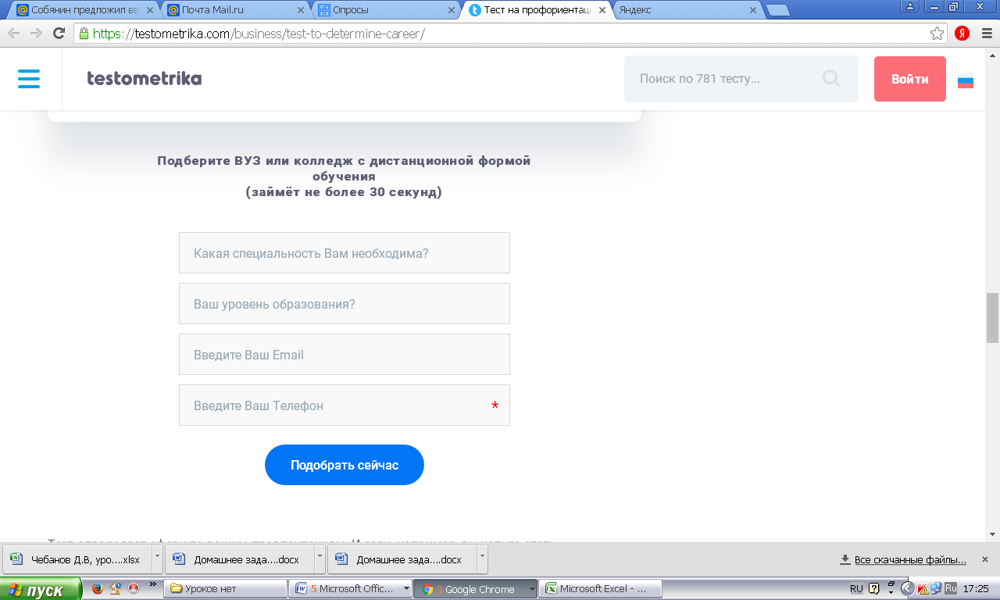 Собянин предложил вв
Почта Mail.ru
Опросы
Тест на профориентац
Яндекс
https://testometrika.com/business/test-to-determine-career/
testometrika
Поиск по 781 тесту...
Войти
Подберите ВУЗ или колледж с дистанционной формой
обучения
(займёт не более 30 секунд)
Какая специальность Вам необходима?
Ваш уровень образования?
Введите Ваш Email
Введите Ваш Телефон
*
Подобрать сейчас
Чебанов Д.В, уро....xlsx
Домашнее зада....docx
Домашнее зада....docx
Все скачанные файлы...
пуск
»
Уроков нет
5 Microsoft Offic...
3 Google Chrome
Microsoft Excel - ...
RU
Ru
17:25